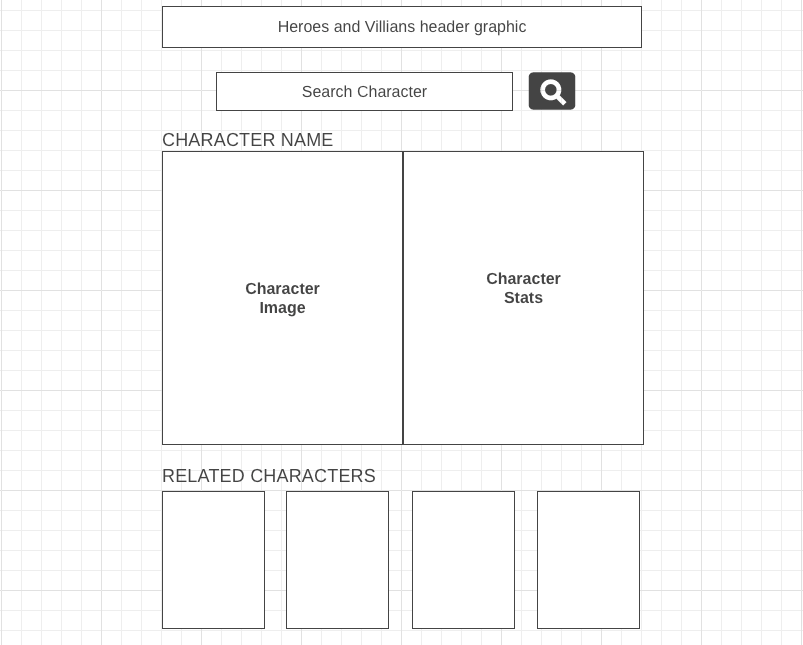 Heroes and Villians header graphic
Search Character
CHARACTER NAME
Character
Image
Character
Stats
RELATED CHARACTERS